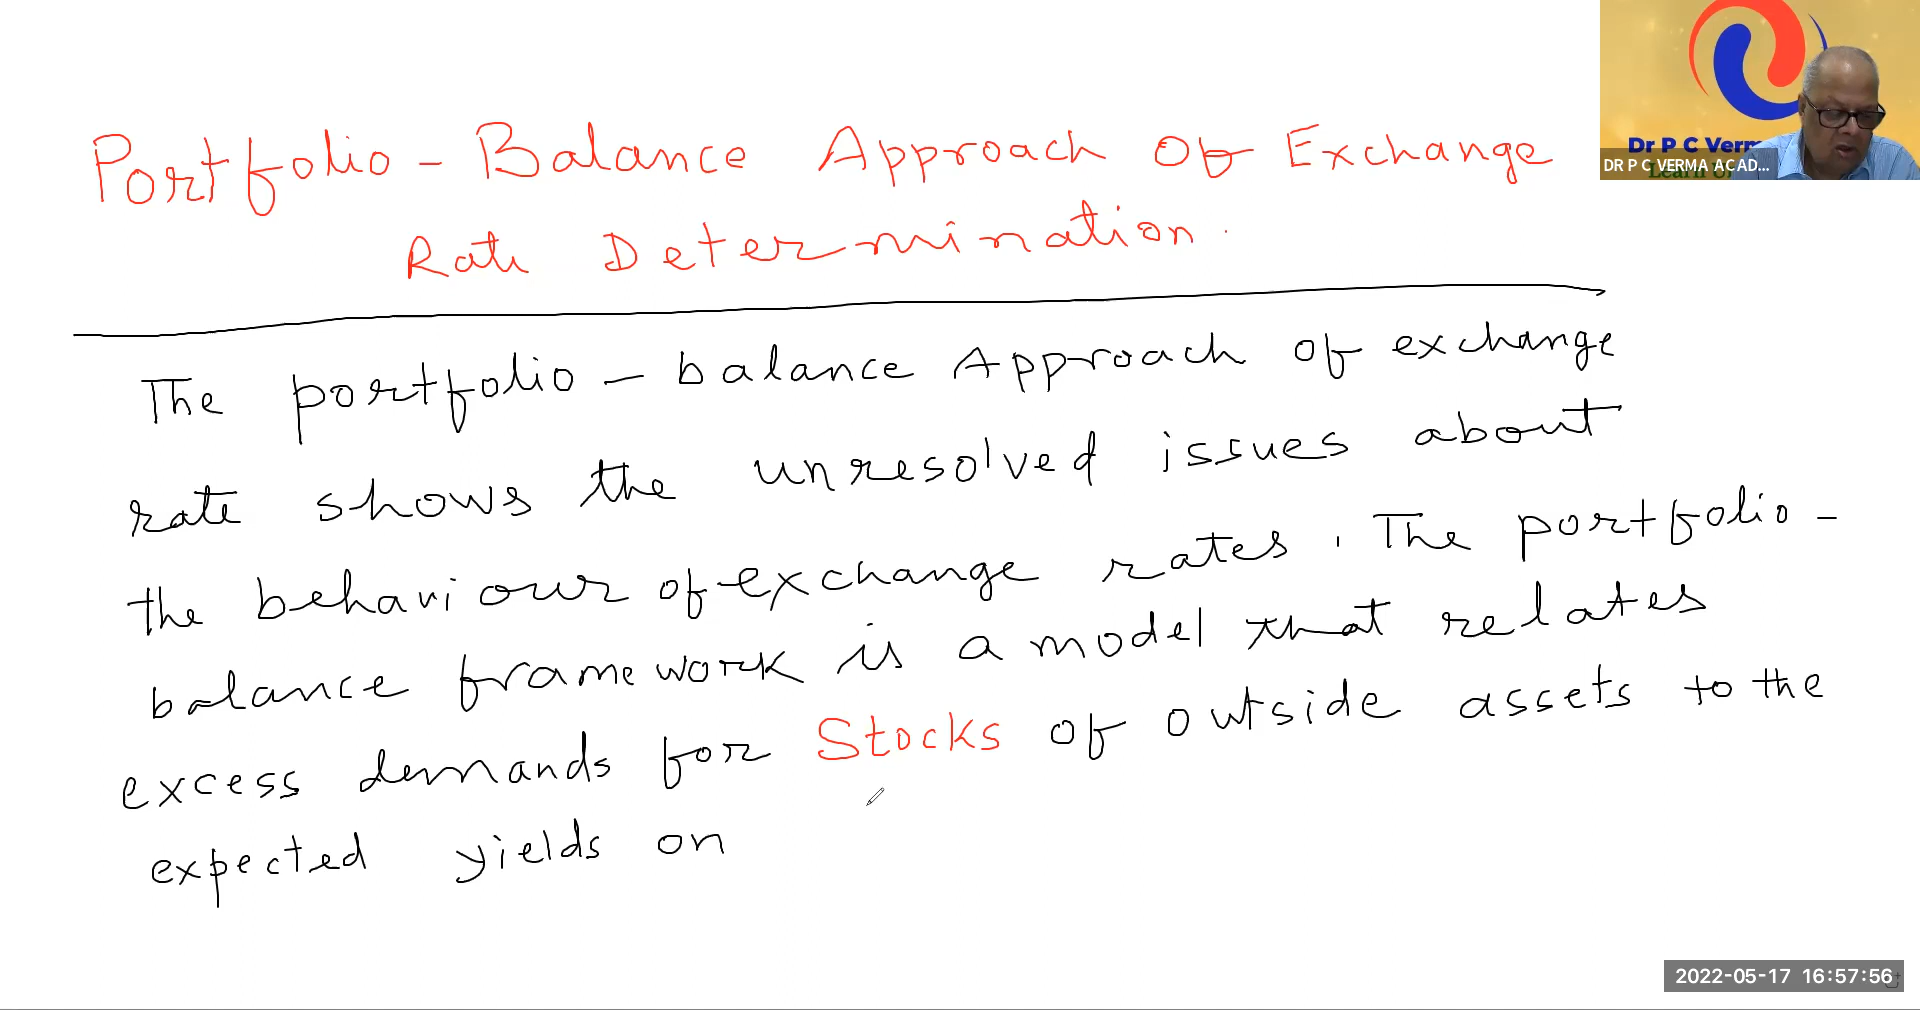 Portfolio - Balance Approach Of Exchange
Rate Determination.
The portfolio - balance Approach of exchange
rate shows the unresolved issues about
the behaviour of exchange rates. The portfolio -
balance framework is a model that relates
excess demands for Stocks of outside assets to the
expected yields on
Dr P C Verm
DR P C VERMA ACAD...
Learn U
2022-05-17 16:57:56